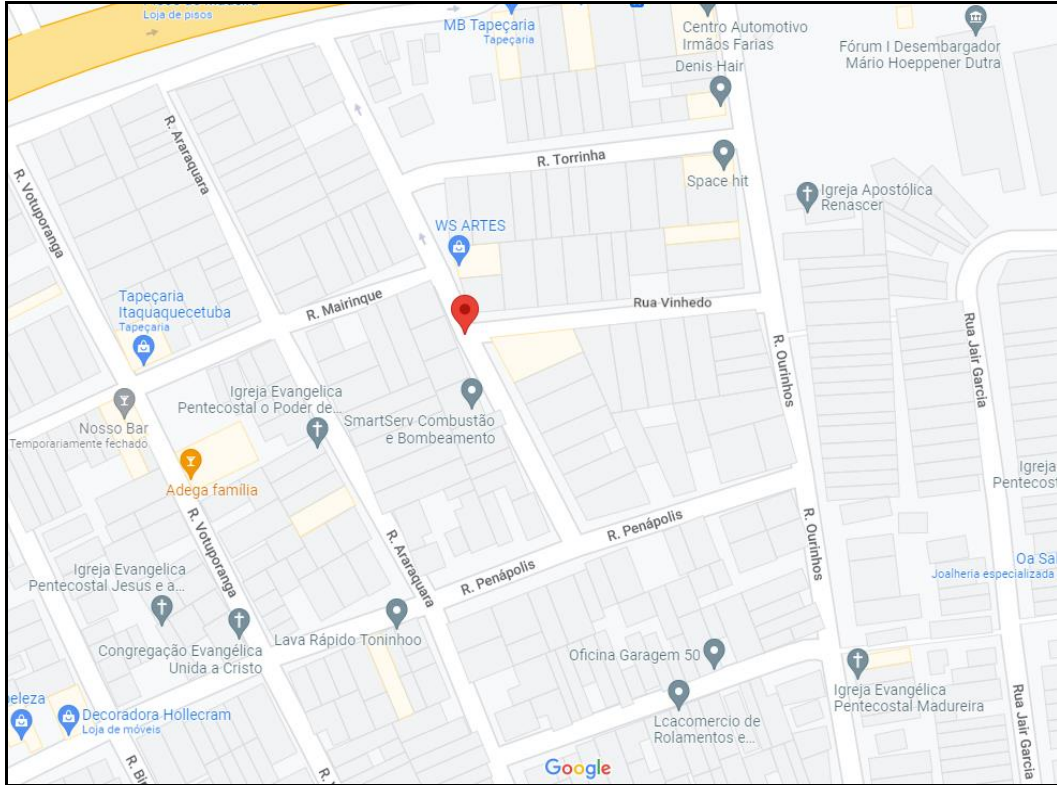 Loja de pisos
MB Tapeçaria
Tapeçaria
Centro Automotivo
Irmãos Farias
Fórum I Desembargador
Mário Hoeppener Dutra
Denis Hair
R. Araraquara
R. Torrinha
Space hit
R. Votuporanga
Igreja Apostólica
Renascer
WS ARTES
Tapeçaria
Itaquaquecetuba
Tapeçaria
R. Mairinque
Rua Vinhedo
R. Ourinhos
Rua Jair Garcia
Igreja Evangelica
Pentecostal o Poder de...
SmartServ Combustão
e Bombeamento
Nosso Bar
Temporariamente fechado
Adega família
Igreja
Pentecost
R. Votuporanga
R. Araraquara
R. Penápolis
R. Ourinhos
R. Penápolis
Oa Sal
Joalheria especializada
Igreja Evangelica
Pentecostal Jesus e a...
Lava Rápido Toninhoo
Congregação Evangélica
Unida a Cristo
Oficina Garagem 50
Igreja Evangélica
Pentecostal Madureira
Rua Jair Garcia
eleza
Decoradora Hollecram
Loja de móveis
Lcacomercio de
Rolamentos e...
Google